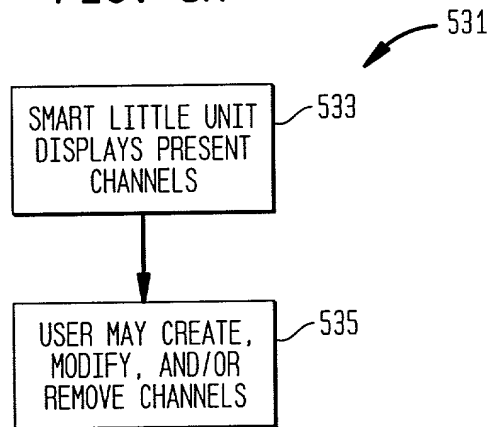 531
SMART LITTLE UNIT
DISPLAYS PRESENT
CHANNELS
533
USER MAY CREATE,
MODIFY, AND/OR
REMOVE CHANNELS
535